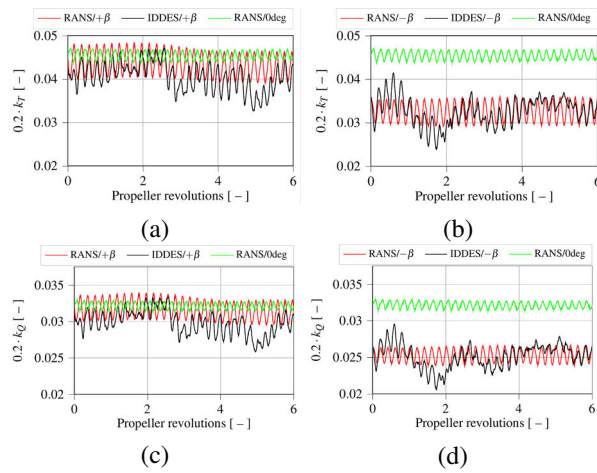 RANS/+β IDDES/+β RANS/0deg
0.05
0.04
0.03
0.02
0.2 · k_T [ − ]
0 2 4 6
Propeller revolutions [ − ]
(a)
RANS/−β IDDES/−β RANS/0deg
0.05
0.04
0.03
0.02
0.2 · k_T [ − ]
0 2 4 6
Propeller revolutions [ − ]
(b)
RANS/+β IDDES/+β RANS/0deg
0.035
0.03
0.025
0.02
0.2 · k_Q [ − ]
0 2 4 6
Propeller revolutions [ − ]
(c)
RANS/−β IDDES/−β RANS/0deg
0.035
0.03
0.025
0.02
0.2 · k_Q [ − ]
0 2 4 6
Propeller revolutions [ − ]
(d)